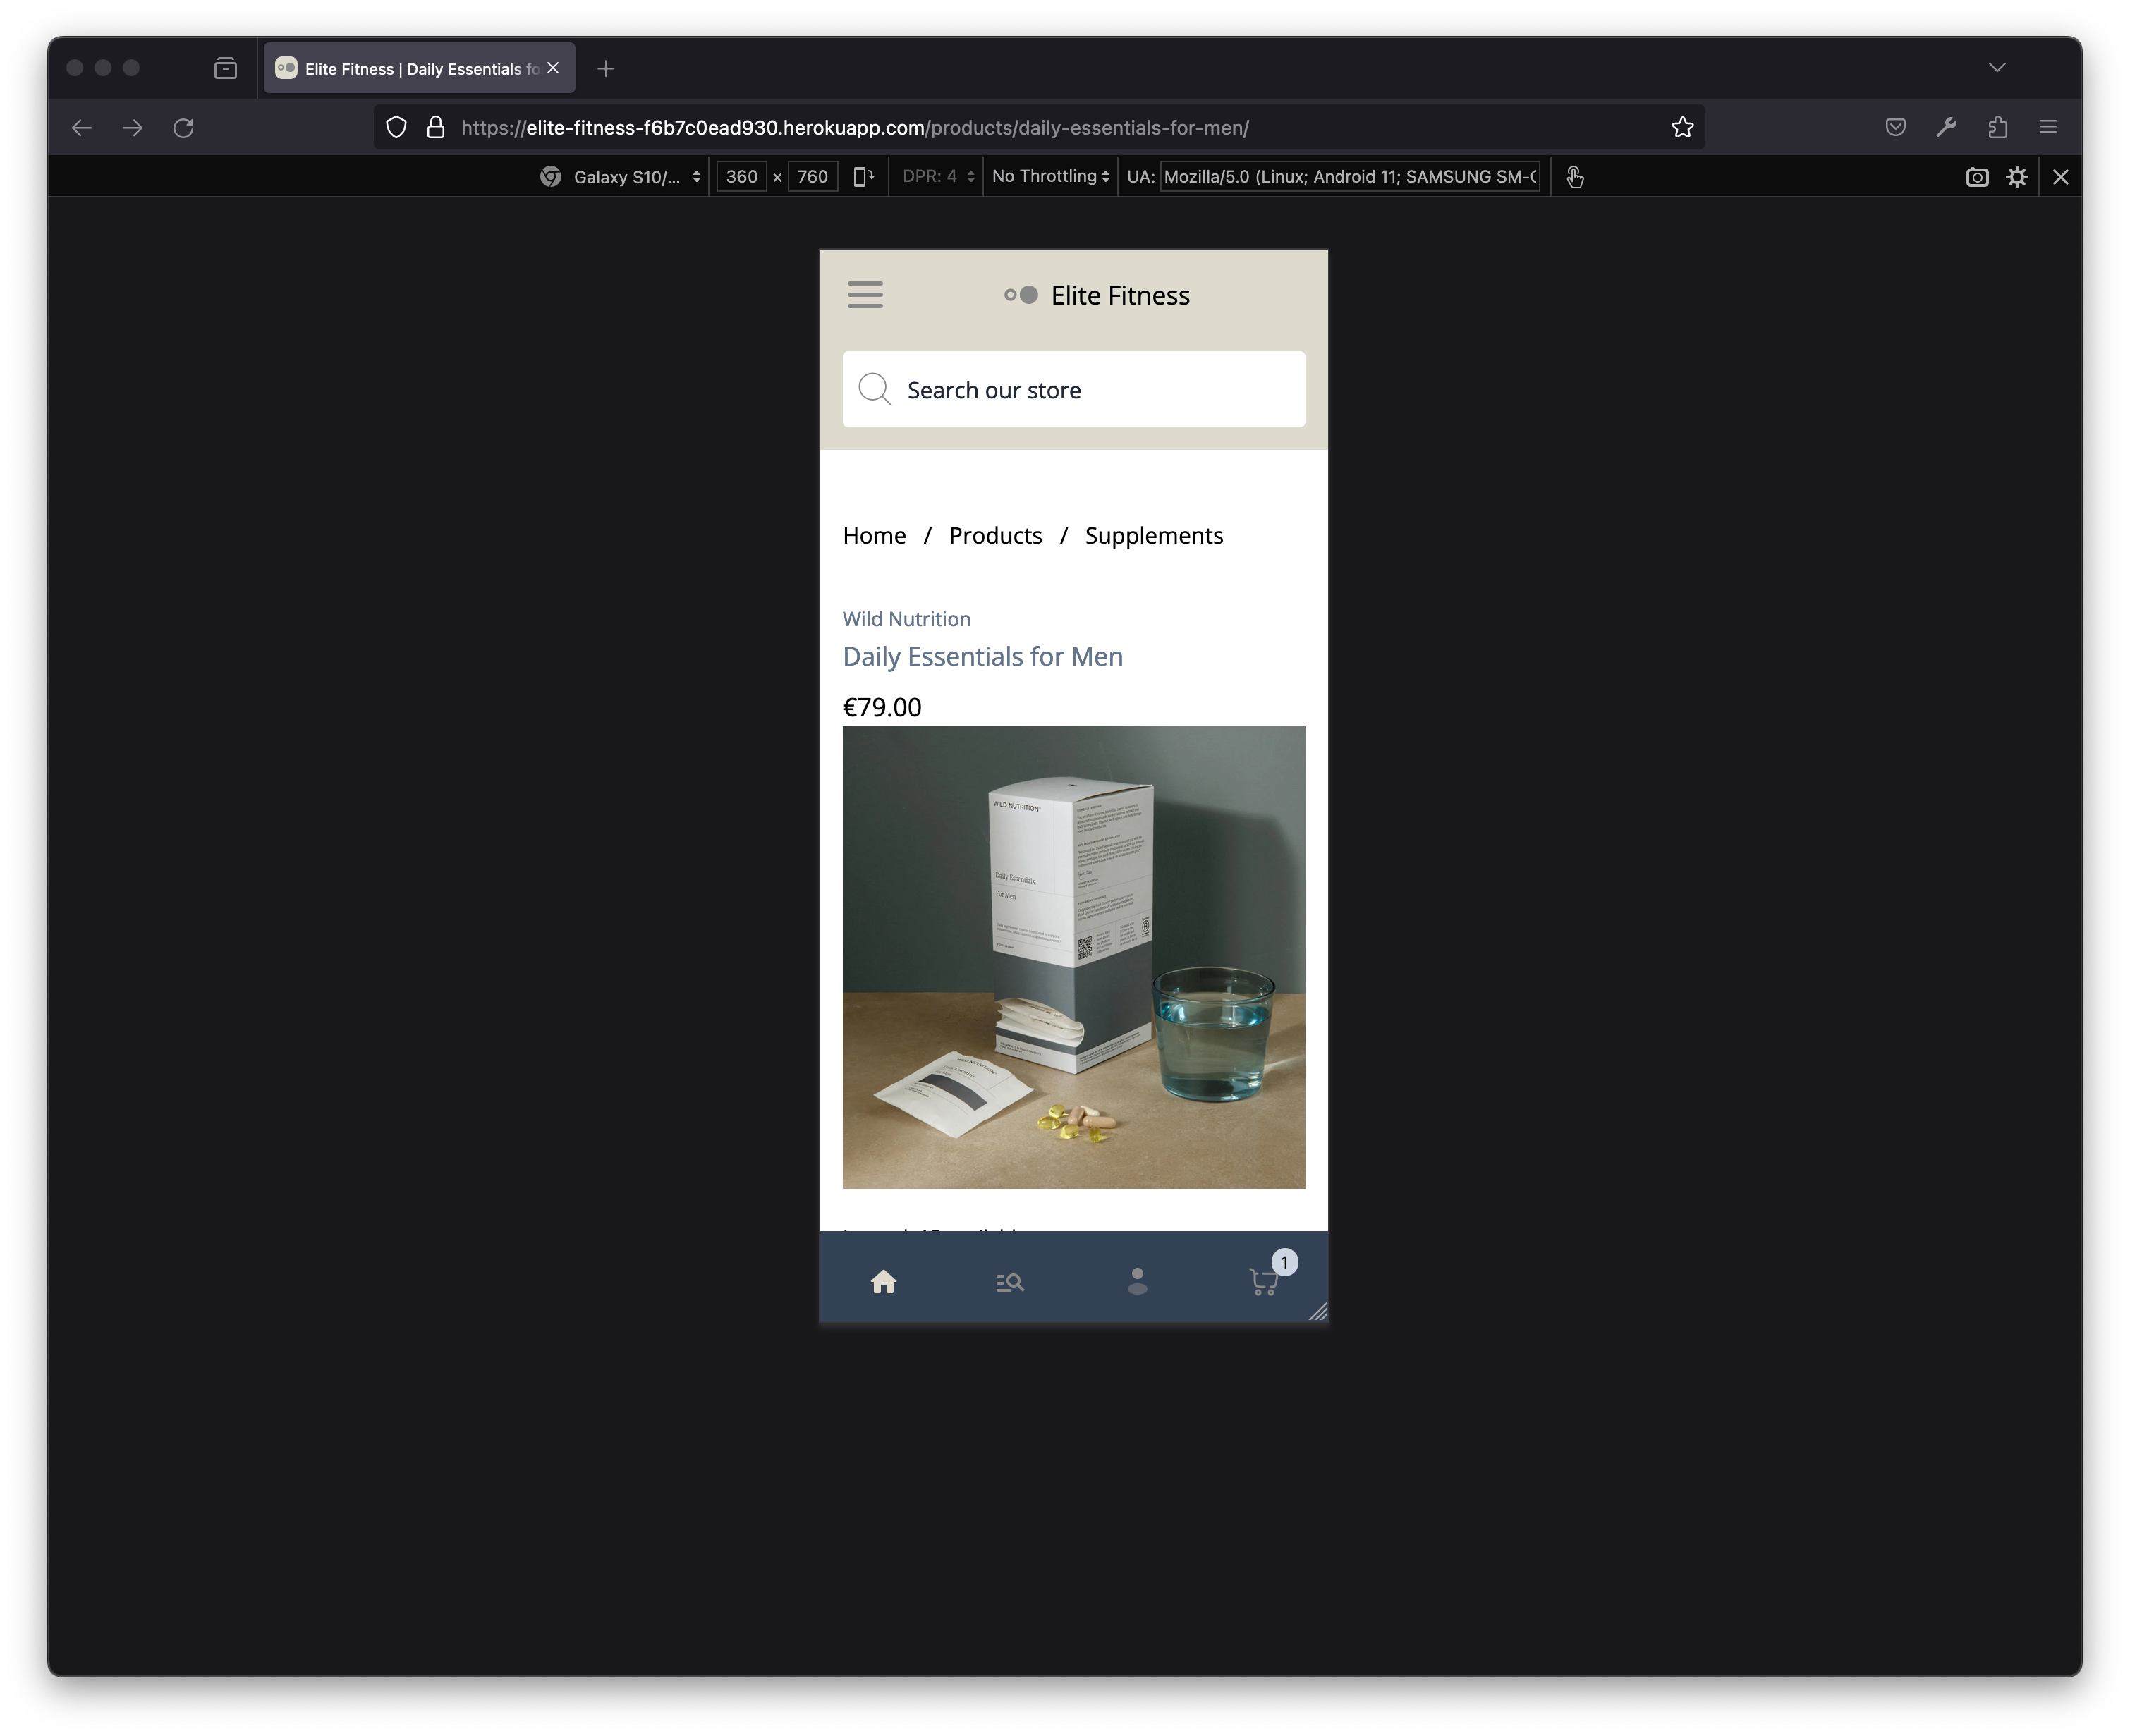 Elite Fitness | Daily Essentials fo
https://elite-fitness-f6b7c0ead930.herokuapp.com/products/daily-essentials-for-men/
Galaxy S10/... 360 × 760 DPR: 4 No Throttling UA: Mozilla/5.0 (Linux; Android 11; SAMSUNG SM-
Elite Fitness
Search our store
Home / Products / Supplements
Wild Nutrition
Daily Essentials for Men
€79.00
WILD NUTRITION
Daily Essentials
For Men
1